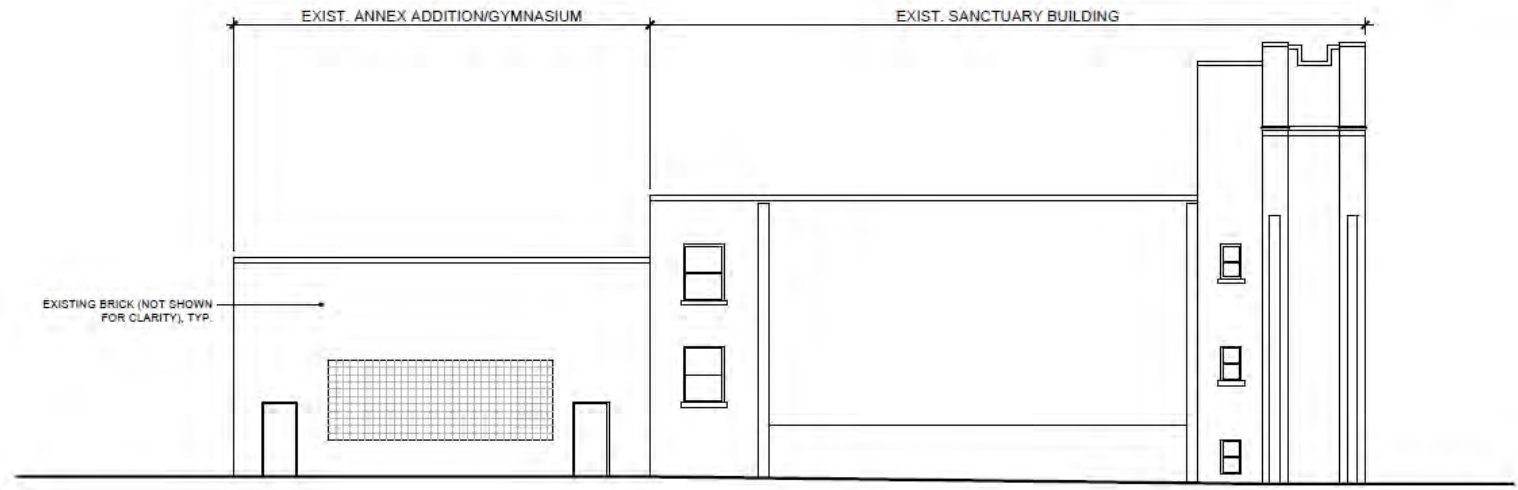 EXIST. ANNEX ADDITION/GYMNASIUM
EXIST. SANCTUARY BUILDING
EXISTING BRICK (NOT SHOWN
FOR CLARITY), TYP.